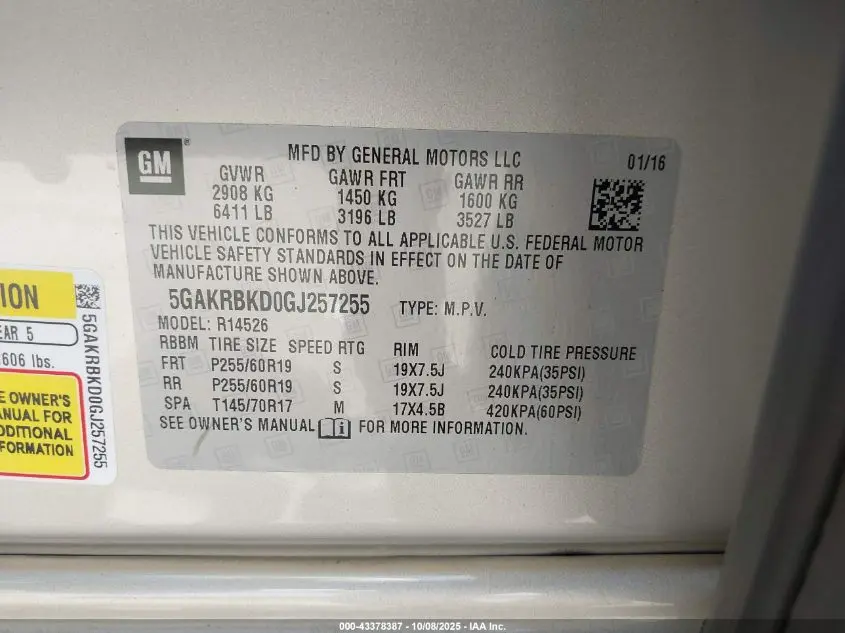 GM
MFD BY GENERAL MOTORS LLC 01/16
GVWR GAWR FRT GAWR RR
2908 KG 1450 KG 1600 KG
6411 LB 3196 LB 3527 LB
THIS VEHICLE CONFORMS TO ALL APPLICABLE U.S. FEDERAL MOTOR
VEHICLE SAFETY STANDARDS IN EFFECT ON THE DATE OF
MANUFACTURE SHOWN ABOVE.
5GAKRBKD0GJ257255 TYPE: M.P.V.
MODEL: R14526
RBBM TIRE SIZE SPEED RTG RIM COLD TIRE PRESSURE
FRT P255/60R19 S 19X7.5J 240KPA(35PSI)
RR P255/60R19 S 19X7.5J 240KPA(35PSI)
SPA T145/70R17 M 17X4.5B 420KPA(60PSI)
SEE OWNER'S MANUAL FOR MORE INFORMATION.
ION
EAR 5
606 lbs.
E OWNER'S
ANUAL FOR
DDITIONAL
FORMATION
5GAKRBKD0GJ257255
000-43378387 - 10/08/2025 - IAA Inc.